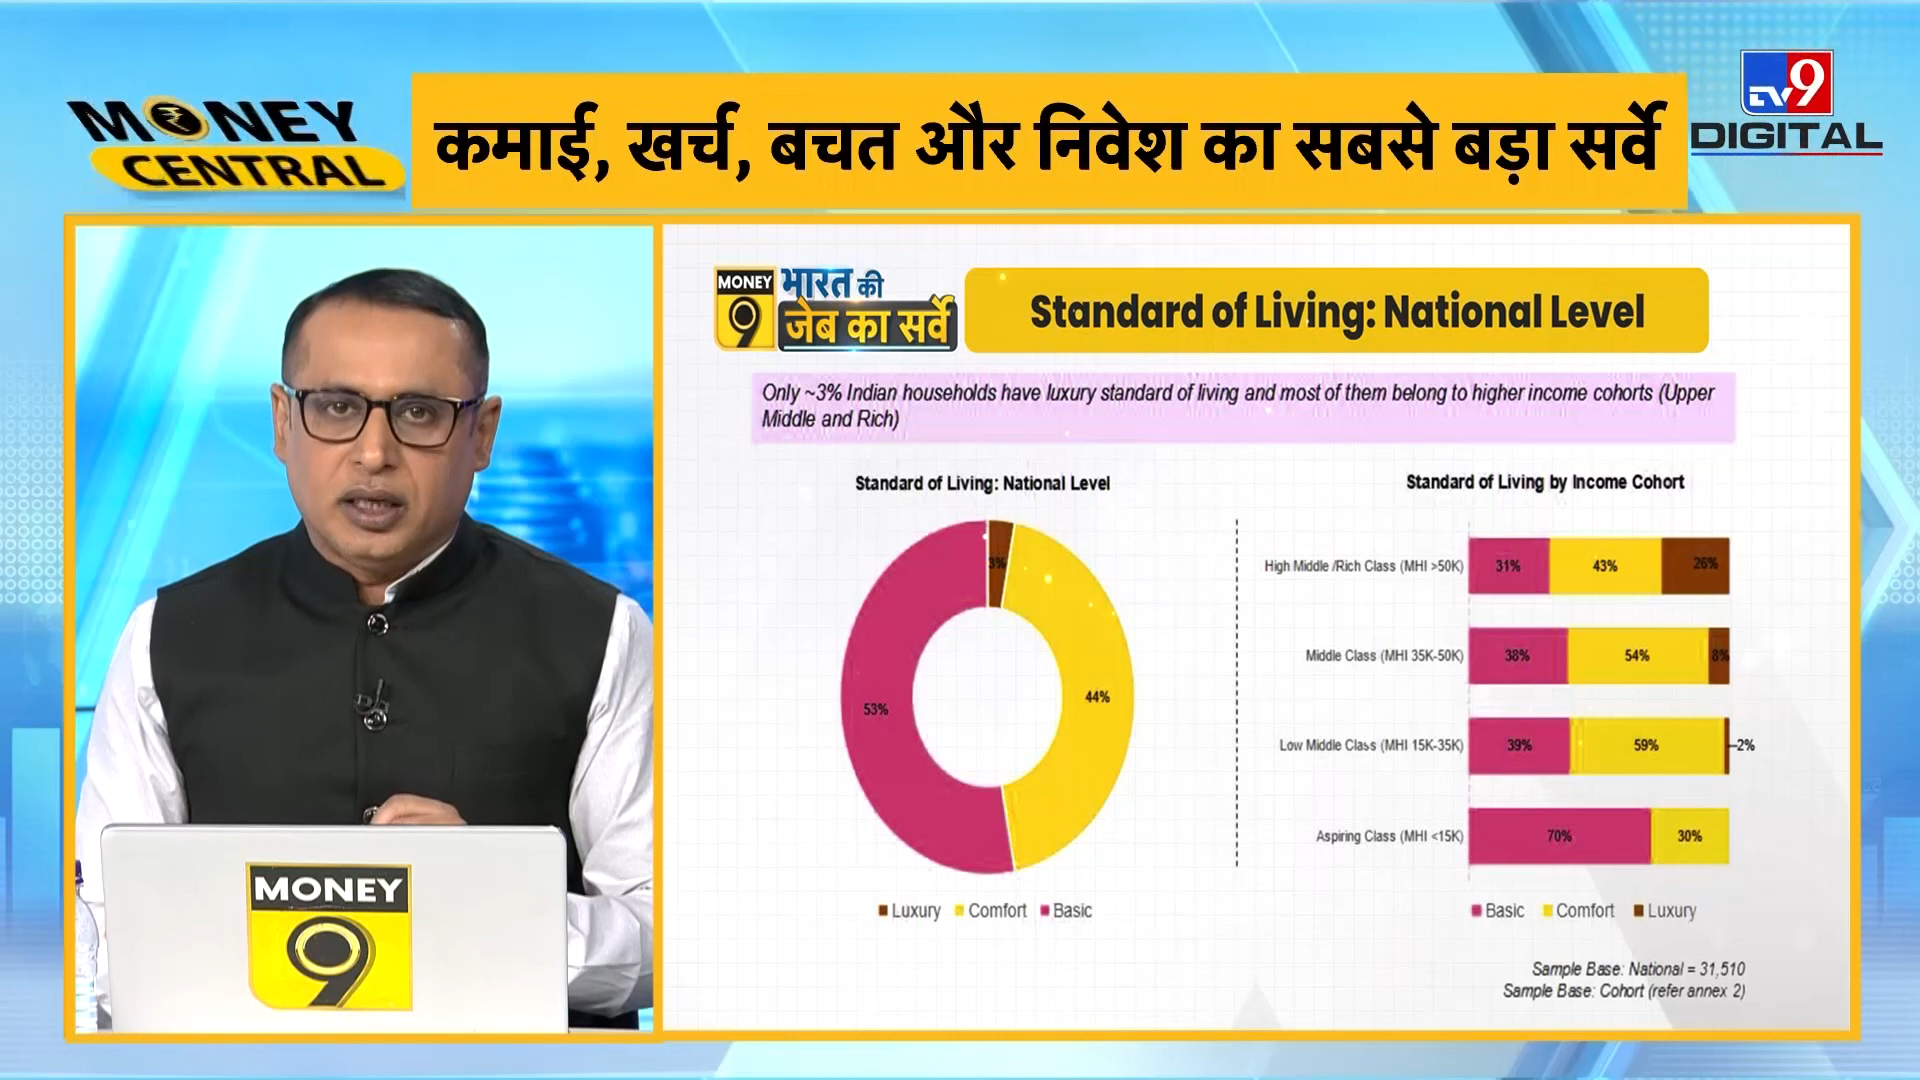 MONEY
CENTRAL
कमाई, खर्च, बचत और निवेश का सबसे बड़ा सर्वे
TV9
DIGITAL
MONEY
9
भारत की
जेब का सर्वे
Standard of Living: National Level
Only ~3% Indian households have luxury standard of living and most of them belong to higher income cohorts (Upper
Middle and Rich)
Standard of Living: National Level
3%
44%
53%
Luxury Comfort Basic
Standard of Living by Income Cohort
High Middle /Rich Class (MHI >50K) 31% 43% 26%
Middle Class (MHI 35K-50K) 38% 54% 8%
Low Middle Class (MHI 15K-35K) 39% 59% 2%
Aspiring Class (MHI <15K) 70% 30%
Basic Comfort Luxury
Sample Base: National = 31,510
Sample Base: Cohort (refer annex 2)
MONEY
9